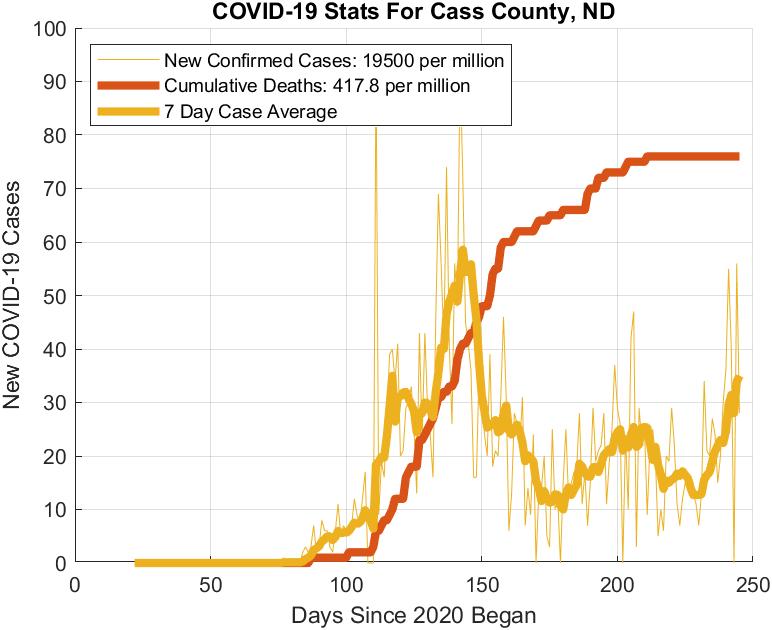 COVID-19 Stats For Cass County, ND
100
90
80
70
60
50
40
30
20
10
0
New COVID-19 Cases
New Confirmed Cases: 19500 per million
Cumulative Deaths: 417.8 per million
7 Day Case Average
0 50 100 150 200 250
Days Since 2020 Began